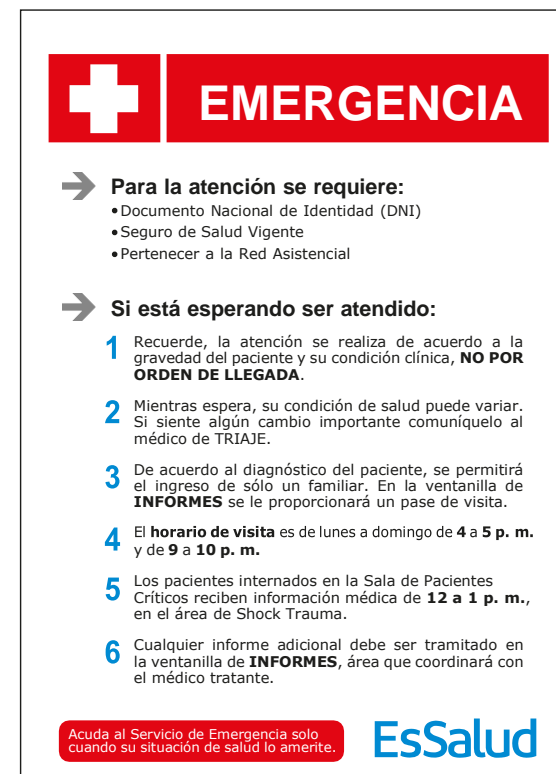 EMERGENCIA
Para la atención se requiere:
•Documento Nacional de Identidad (DNI)
•Seguro de Salud Vigente
•Pertenecer a la Red Asistencial
Si está esperando ser atendido:
1 Recuerde, la atención se realiza de acuerdo a la
gravedad del paciente y su condición clínica, NO POR
ORDEN DE LLEGADA.
2 Mientras espera, su condición de salud puede variar.
Si siente algún cambio importante comuníquelo al
médico de TRIAJE.
3 De acuerdo al diagnóstico del paciente, se permitirá
el ingreso de sólo un familiar. En la ventanilla de
INFORMES se le proporcionará un pase de visita.
4 El horario de visita es de lunes a domingo de 4 a 5 p. m.
y de 9 a 10 p. m.
5 Los pacientes internados en la Sala de Pacientes
Críticos reciben información médica de 12 a 1 p. m.,
en el área de Shock Trauma.
6 Cualquier informe adicional debe ser tramitado en
la ventanilla de INFORMES, área que coordinará con
el médico tratante.
Acuda al Servicio de Emergencia solo
cuando su situación de salud lo amerite.
EsSalud